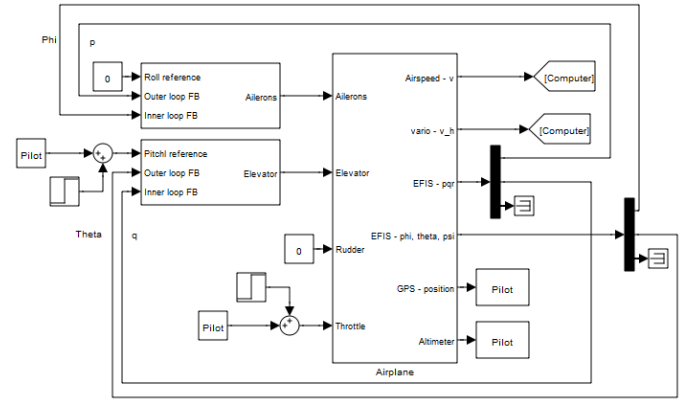 Phi
p
0
Roll reference
Outer loop FB
Inner loop FB
Ailerons
Pilot
Pitchl reference
Outer loop FB
Inner loop FB
Elevator
Theta
q
0
Pilot
Ailerons
Elevator
Rudder
Throttle
Airspeed - v
vario - v_h
EFIS - pqr
EFIS - phi, theta, psi
GPS - position
Altimeter
Airplane
[Computer]
[Computer]
Pilot
Pilot